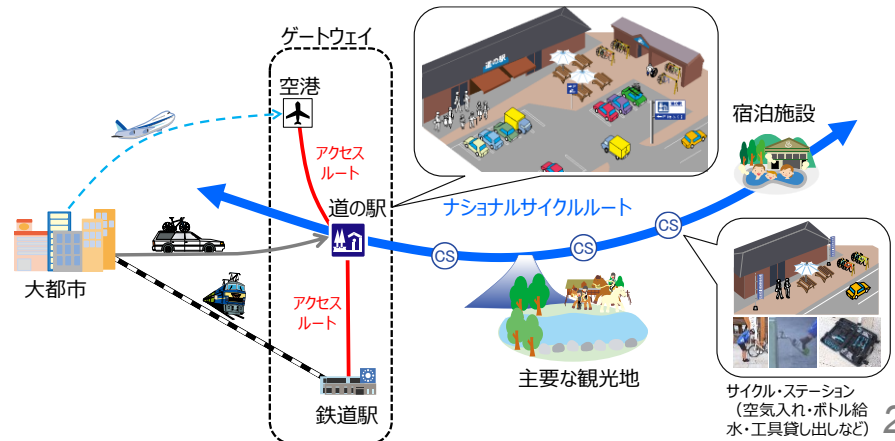 ゲートウェイ
空港
アクセス
ルート
道の駅
道の駅
ナショナルサイクルルート
宿泊施設
CS
CS
CS
大都市
アクセス
ルート
主要な観光地
鉄道駅
サイクル・ステーション
（空気入れ・ボトル給
水・工具貸し出しなど）
2